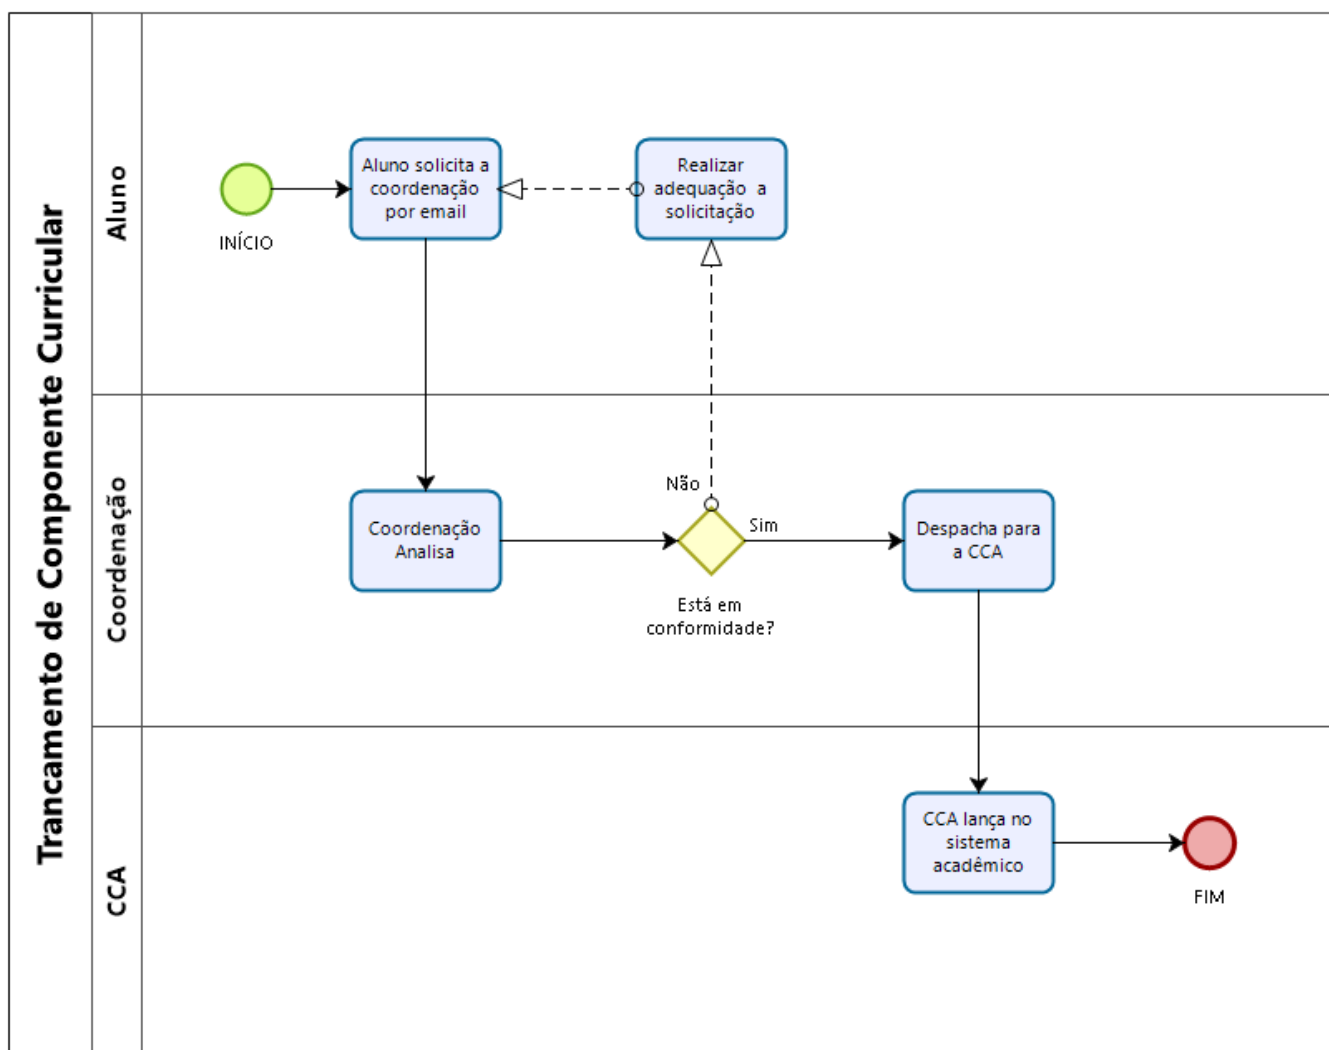 Trancamento de Componente Curricular
Aluno
INÍCIO
Aluno solicita a
coordenação
por email
Realizar
adequação a
solicitação
Coordenação
Coordenação
Analisa
Não
Sim
Está em
conformidade?
Despacha para
a CCA
CCA
CCA lança no
sistema
acadêmico
FIM